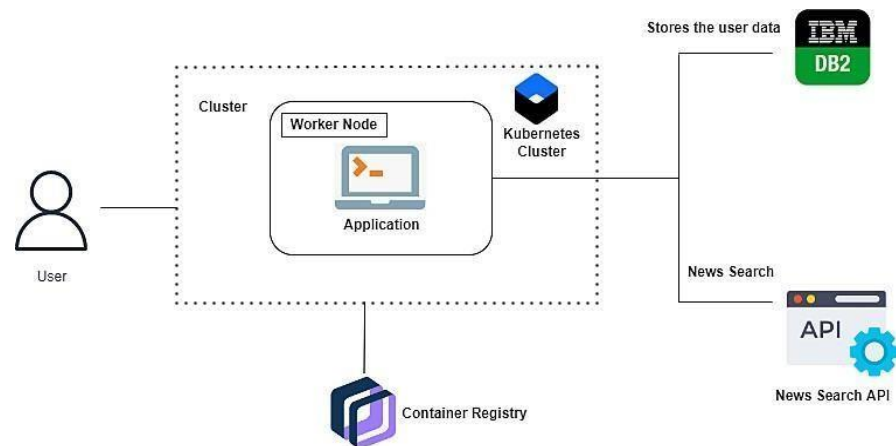 Stores the user data
IBM
DB2
Cluster
Worker Node
Kubernetes
Cluster
Application
User
News Search
API
News Search API
Container Registry